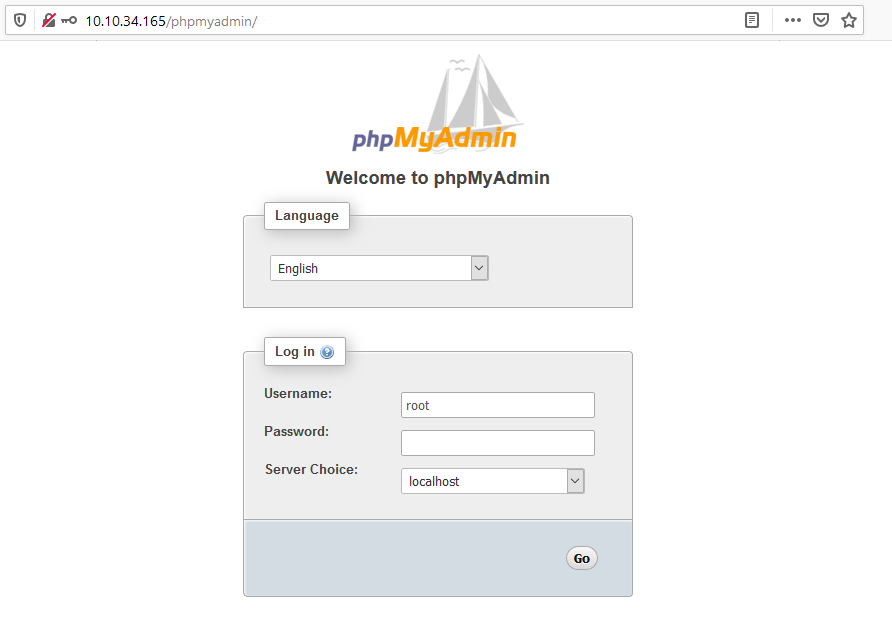 10.10.34.165/phpmyadmin/
phpMyAdmin
Welcome to phpMyAdmin
Language
English
Log in ?
Username:
root
Password:
Server Choice:
localhost
Go